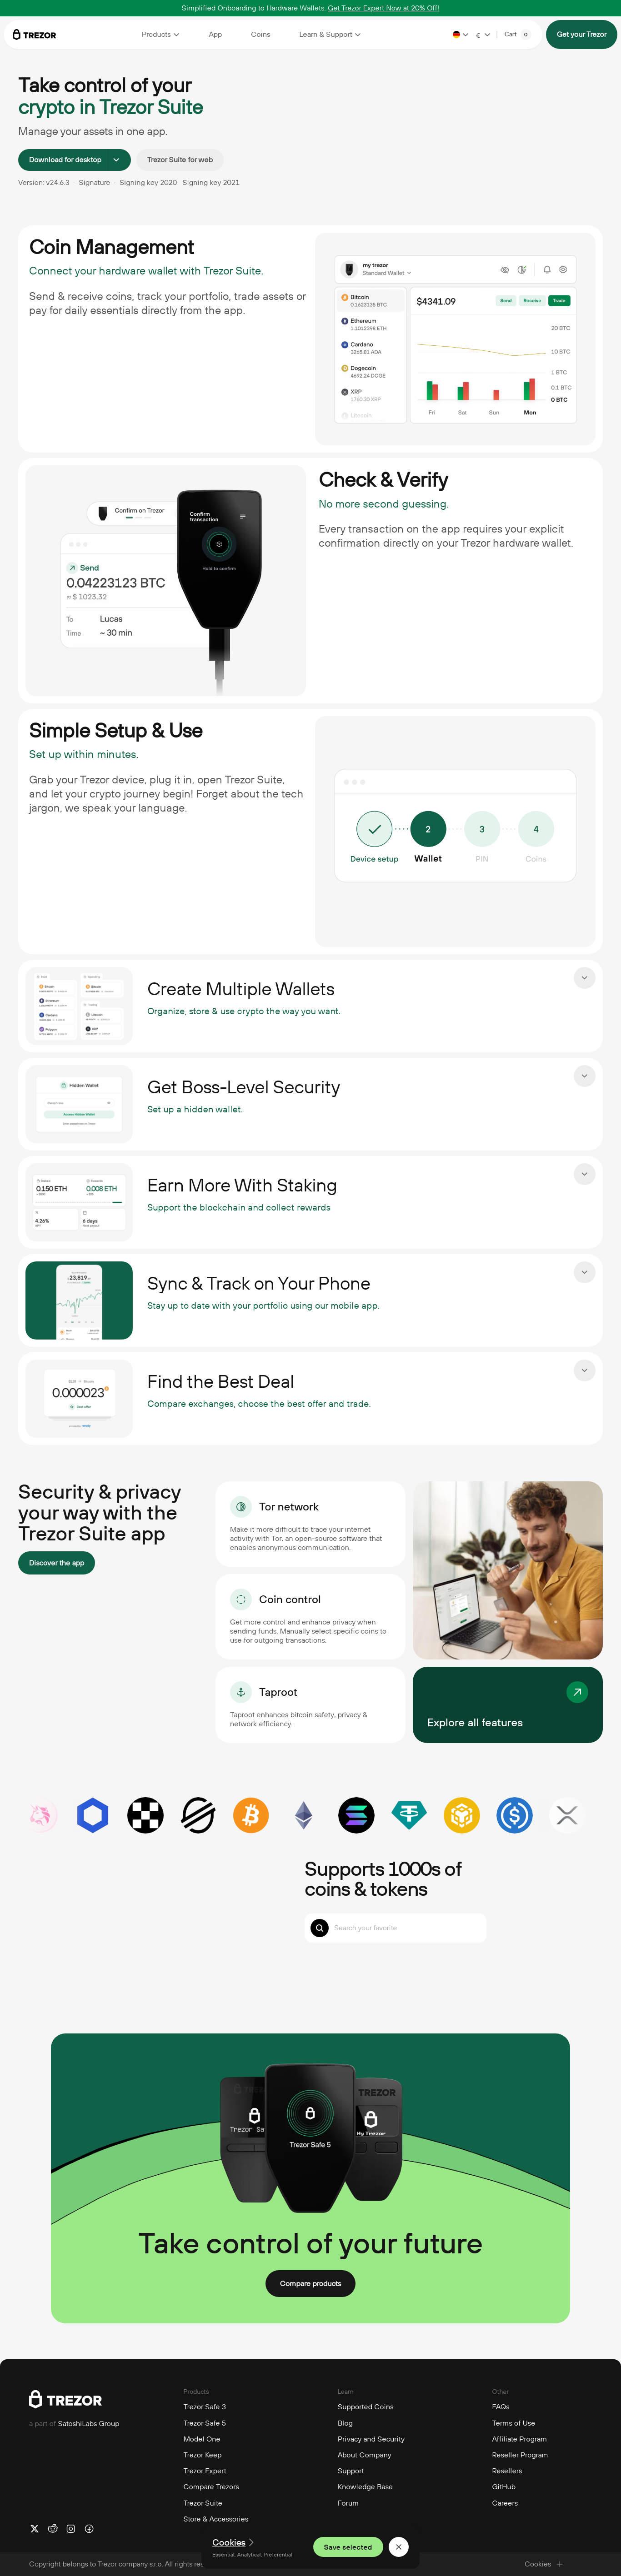 Simplified Onboarding to Hardware Wallets. Get Trezor Expert Now at 20% Off!
TREZOR
Products
App
Coins
Learn & Support
€
Cart 0
Get your Trezor
Take control of your
crypto in Trezor Suite
Manage your assets in one app.
Download for desktop
Trezor Suite for web
Version: v24.6.3 · Signature · Signing key 2020 Signing key 2021
Coin Management
Connect your hardware wallet with Trezor Suite.
Send & receive coins, track your portfolio, trade assets or
pay for daily essentials directly from the app.
my trezor
Standard Wallet
Bitcoin
0.1623135 BTC
Ethereum
1.1012398 ETH
Cardano
3265.81 ADA
Dogecoin
4692.24 DOGE
XRP
1760.30 XRP
Litecoin
$4341.09
Send
Receive
Trade
20 BTC
10 BTC
1 BTC
0.1 BTC
0 BTC
Fri
Sat
Sun
Mon
Confirm on Trezor
Send
0.04223123 BTC
≈ $ 1023.32
To Lucas
Time ~ 30 min
Confirm
transaction
Hold to confirm
Check & Verify
No more second guessing.
Every transaction on the app requires your explicit
confirmation directly on your Trezor hardware wallet.
Simple Setup & Use
Set up within minutes.
Grab your Trezor device, plug it in, open Trezor Suite,
and let your crypto journey begin! Forget about the tech
jargon, we speak your language.
2
3
4
Device setup
Wallet
PIN
Coins
Create Multiple Wallets
Organize, store & use crypto the way you want.
Hidden Wallet
Get Boss-Level Security
Set up a hidden wallet.
0.150 ETH
0.008 ETH
4.26%
6 days
Earn More With Staking
Support the blockchain and collect rewards
23,819
Sync & Track on Your Phone
Stay up to date with your portfolio using our mobile app.
0.000023
Best offer
Find the Best Deal
Compare exchanges, choose the best offer and trade.
Security & privacy
your way with the
Trezor Suite app
Discover the app
Tor network
Make it more difficult to trace your internet
activity with Tor, an open-source software that
enables anonymous communication.
Coin control
Get more control and enhance privacy when
sending funds. Manually select specific coins to
use for outgoing transactions.
Taproot
Taproot enhances bitcoin safety, privacy &
network efficiency.
Explore all features
Supports 1000s of
coins & tokens
Search your favorite
TREZOR
Trezor Sa
My Trezor
Trezor Safe 5
Take control of your future
Compare products
TREZOR
a part of SatoshiLabs Group
Products
Trezor Safe 3
Trezor Safe 5
Model One
Trezor Keep
Trezor Expert
Compare Trezors
Trezor Suite
Store & Accessories
Learn
Supported Coins
Blog
Privacy and Security
About Company
Support
Knowledge Base
Forum
Other
FAQs
Terms of Use
Affiliate Program
Reseller Program
Resellers
GitHub
Careers
Cookies
Essential, Analytical, Preferential
Save selected
Copyright belongs to Trezor company s.r.o. All rights res
Cookies +